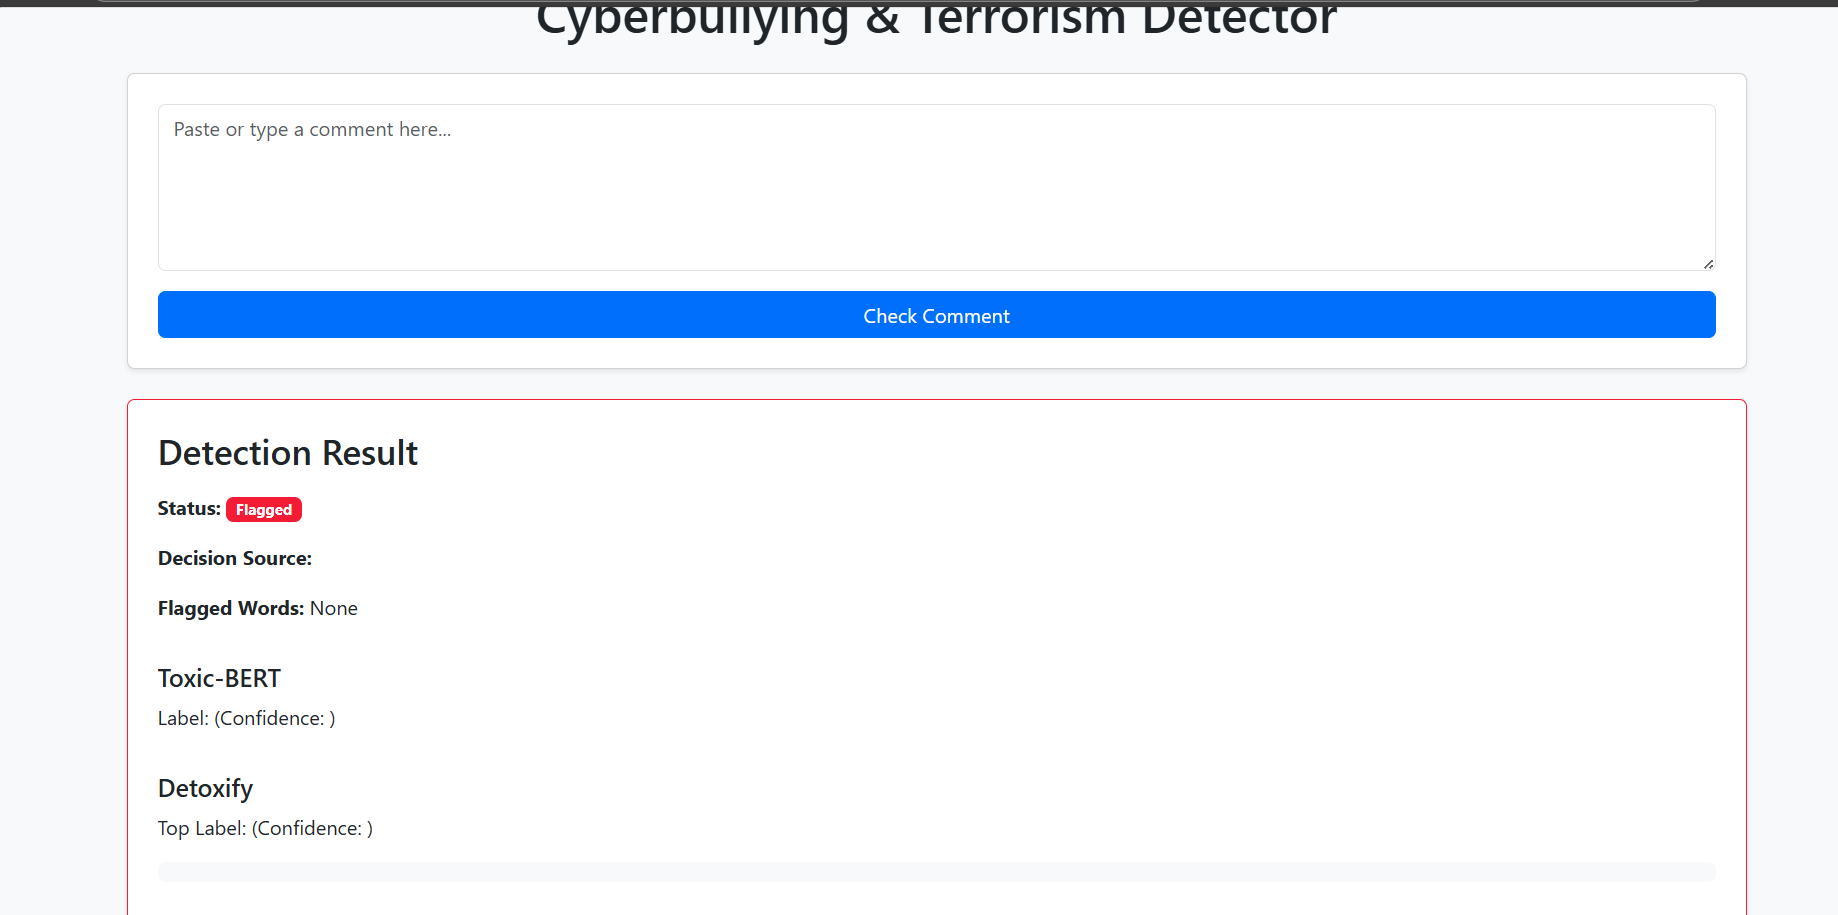 Cyberbullying & Terrorism Detector
Paste or type a comment here...
Check Comment
Detection Result
Status: Flagged
Decision Source:
Flagged Words: None
Toxic-BERT
Label: (Confidence: )
Detoxify
Top Label: (Confidence: )